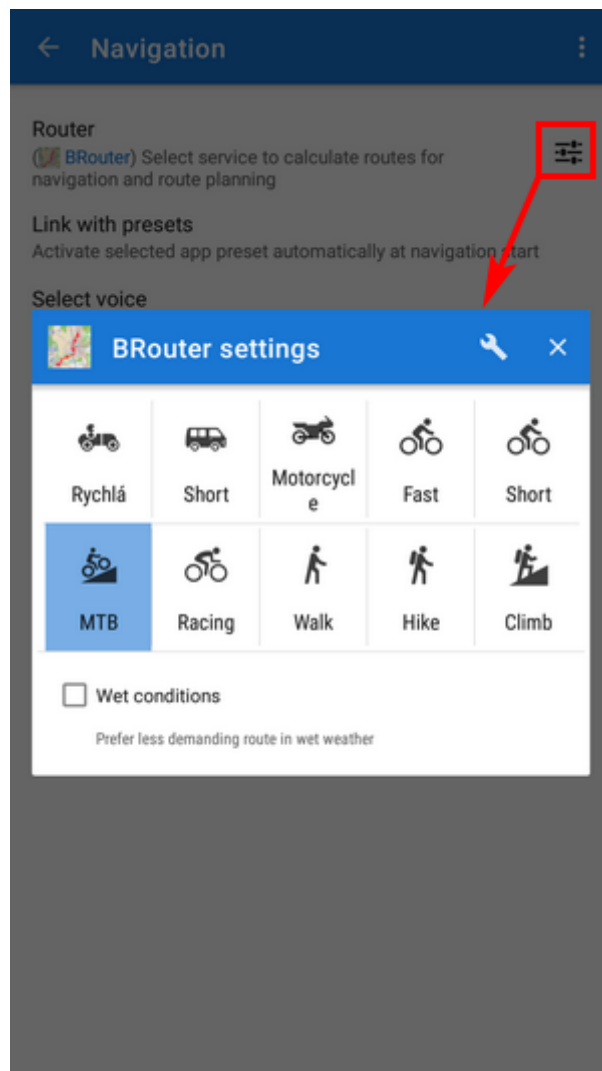 Navigation
Router
(BRouter) Select service to calculate routes for
navigation and route planning
Link with presets
Activate selected app preset automatically at navigation start
Select voice
BRouter settings
Rychlá
Short
Motorcycl
e
Fast
Short
MTB
Racing
Walk
Hike
Climb
Wet conditions
Prefer less demanding route in wet weather